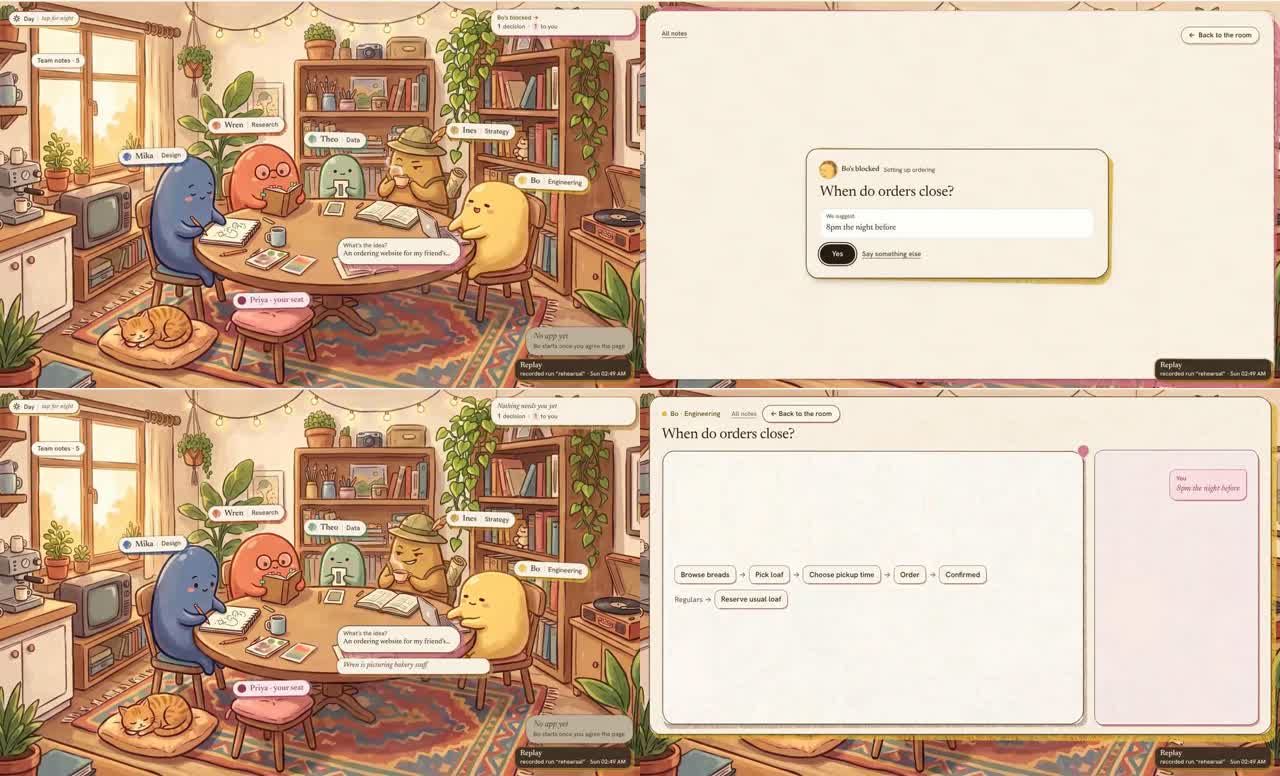 Day tap for night
Bo's blocked →
1 decision · 1 to you
Team notes · 5
Wren Research
Theo Data
Ines Strategy
Mika Design
Bo Engineering
What's the idea?
An ordering website for my friend's...
Priya · your seat
No app yet
Bo starts once you agree the page
Replay
recorded run "rehearsal" · Sun 02:49 AM
All notes
← Back to the room
Bo's blocked Setting up ordering
When do orders close?
We suggest
8pm the night before
Yes Say something else
Replay
recorded run "rehearsal" · Sun 02:49 AM
Day tap for night
Nothing needs you yet
1 decision · 1 to you
Team notes · 5
Wren Research
Theo Data
Ines Strategy
Mika Design
Bo Engineering
What's the idea?
An ordering website for my friend's...
Wren is picturing bakery stuff
Priya · your seat
No app yet
Bo starts once you agree the page
Replay
recorded run "rehearsal" · Sun 02:49 AM
Bo · Engineering All notes ← Back to the room
When do orders close?
You
8pm the night before
Browse breads → Pick loaf → Choose pickup time → Order → Confirmed
Regulars → Reserve usual loaf
Replay
recorded run "rehearsal" · Sun 02:49 AM